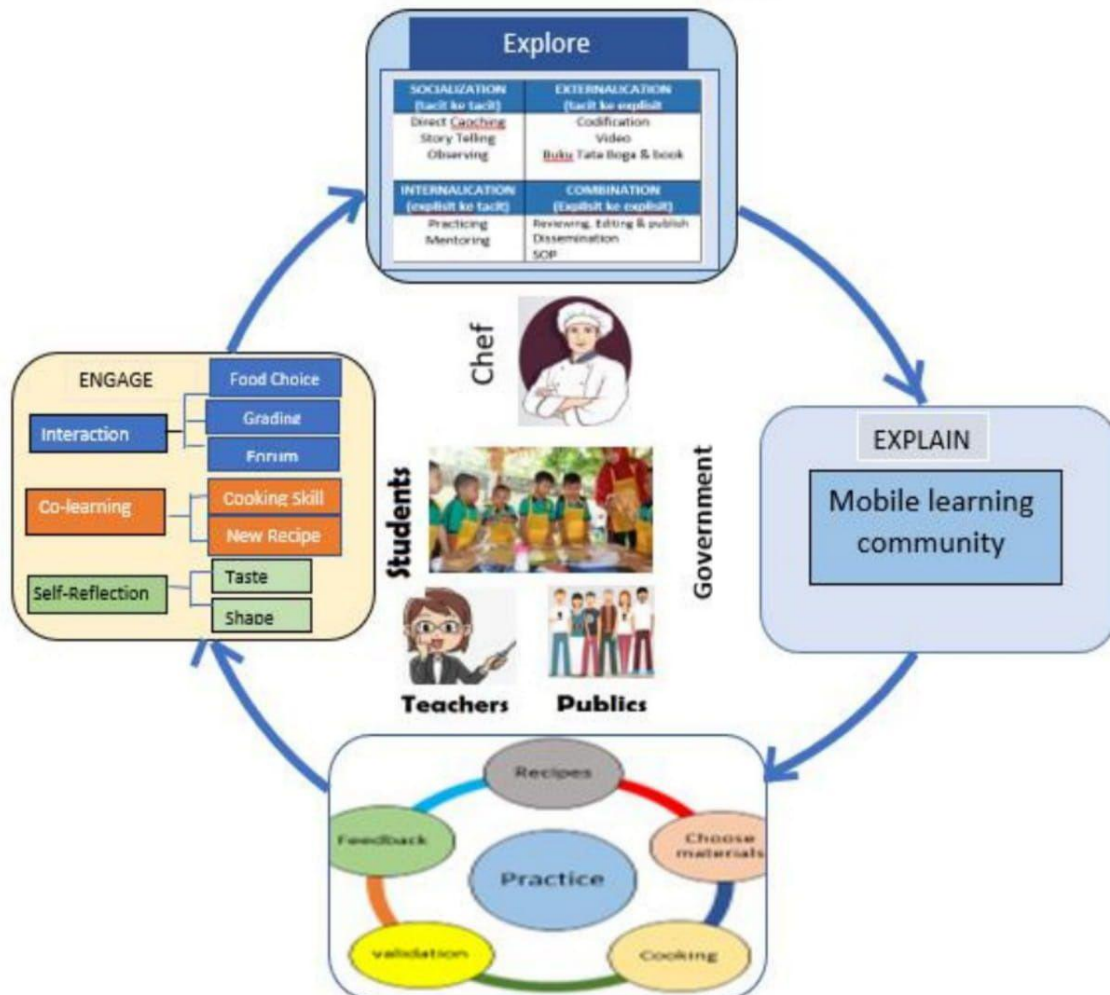 Explore
SOCIALIZATION
(tacit ke tacit)
Direct Caoching
Story Telling
Observing
EXTERNALICATION
(tacit ke explisit
Codification
Video
Buku Tata Boga & book
INTERNALICATION
(explisit ke tacit)
Practicing
Mentoring
COMBINATION
(Explisit ke explisit)
Reviewing, Editing & publish
Dissemination
SOP
Chef
ENGAGE
Interaction
Food Choice
Grading
Forum
Co-learning
Cooking Skill
New Recipe
Self-Reflection
Taste
Shape
Students
Government
Teachers
Publics
EXPLAIN
Mobile learning
community
Recipes
Feedback
Choose
materials
Practice
validation
Cooking